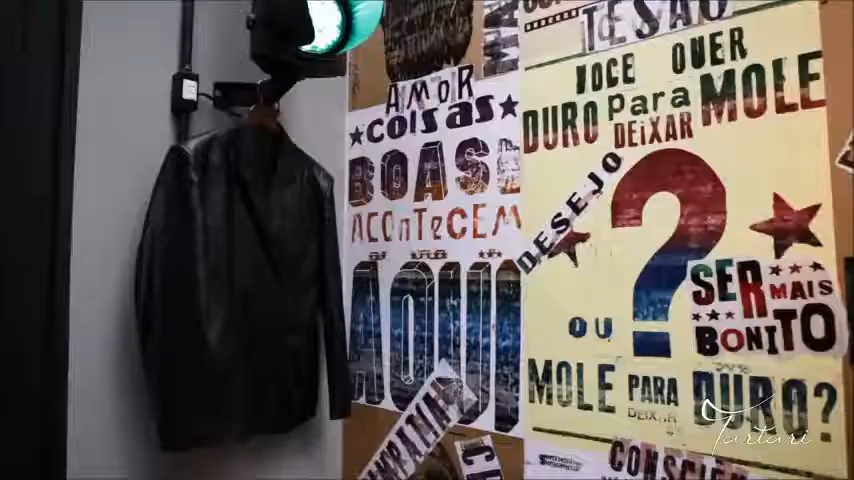 TESÃO
AMOR
COISAS
BOAS
ACONTECEM
AQUI
VOCE QUER
DURO para MOLE
DEIXAR
?
DESEJO
SER MAIS
BONITO
OU
MOLE PARA DURO?
DEIXAR
Tartari